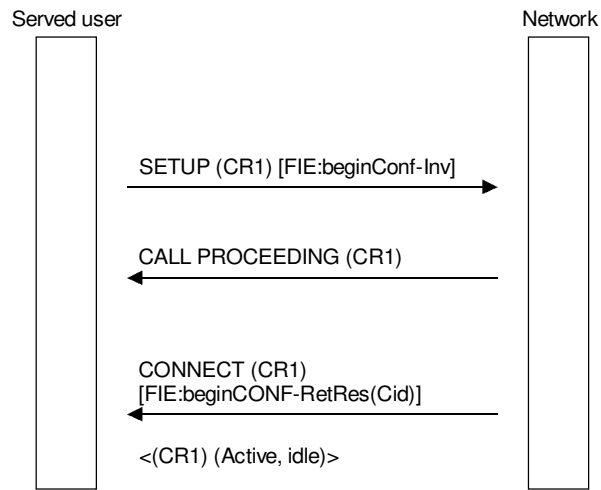 Served user
Network
SETUP (CR1) [FIE:beginConf-Inv]
CALL PROCEEDING (CR1)
CONNECT (CR1)
[FIE:beginCONF-RetRes(Cid)]
<(CR1) (Active, idle)>